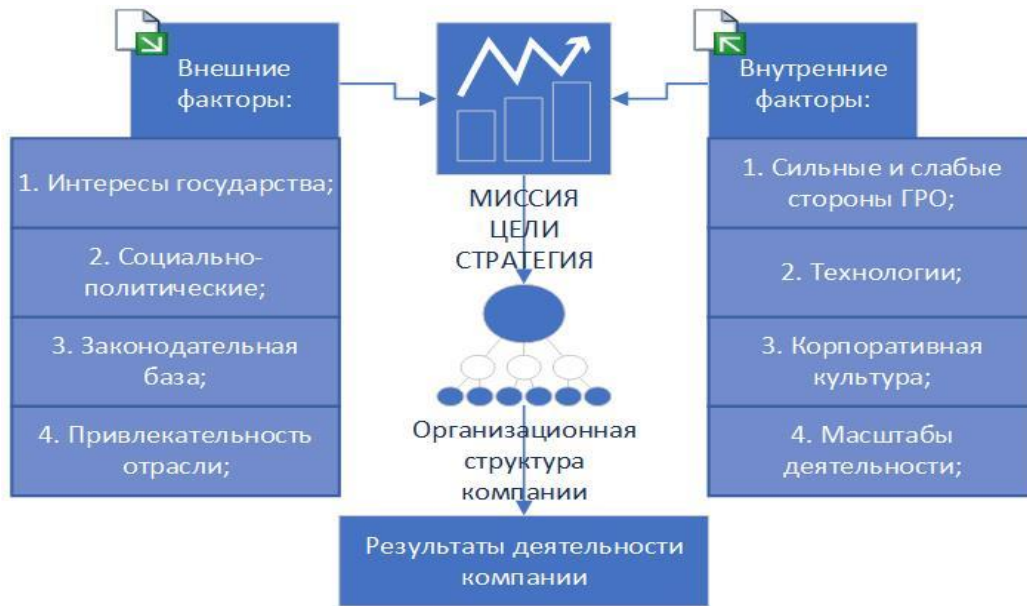 Внешние
факторы:
1. Интересы государства;
2. Социально-
политические;
3. Законодательная
база;
4. Привлекательность
отрасли;
МИССИЯ
ЦЕЛИ
СТРАТЕГИЯ
Организационная
структура
компании
Результаты деятельности
компании
Внутренние
факторы:
1. Сильные и слабые
стороны ГРО;
2. Технологии;
3. Корпоративная
культура;
4. Масштабы
деятельности;